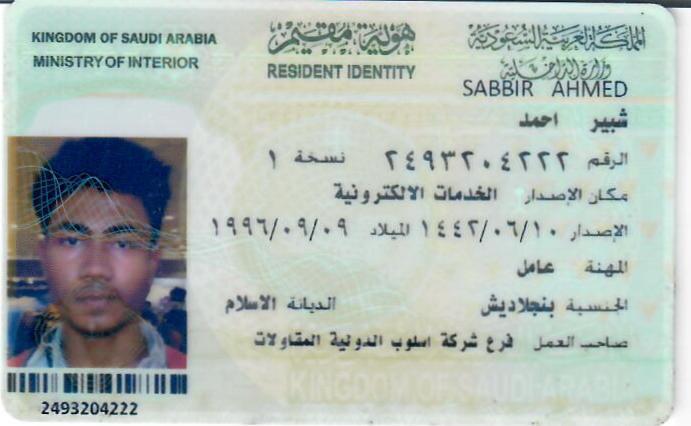 KINGDOM OF SAUDI ARABIA
MINISTRY OF INTERIOR
هوية مقيم
RESIDENT IDENTITY
المملكة العربية السعودية
وزارة الداخلية
SABBIR AHMED
شبير احمد
الرقم ٢٤٩٣٢٠٤٢٢٢ نسخة ١
مكان الإصدار الخدمات الالكترونية
الإصدار ١٤٤٢/٠٦/١٠ الميلاد ١٩٩٦/٠٩/٠٩
المهنة عامل
الجنسية بنجلاديش الديانة الاسلام
صاحب العمل فرع شركة اسلوب الدولية المقاولات
KINGDOM OF SAUDI ARABIA
2493204222